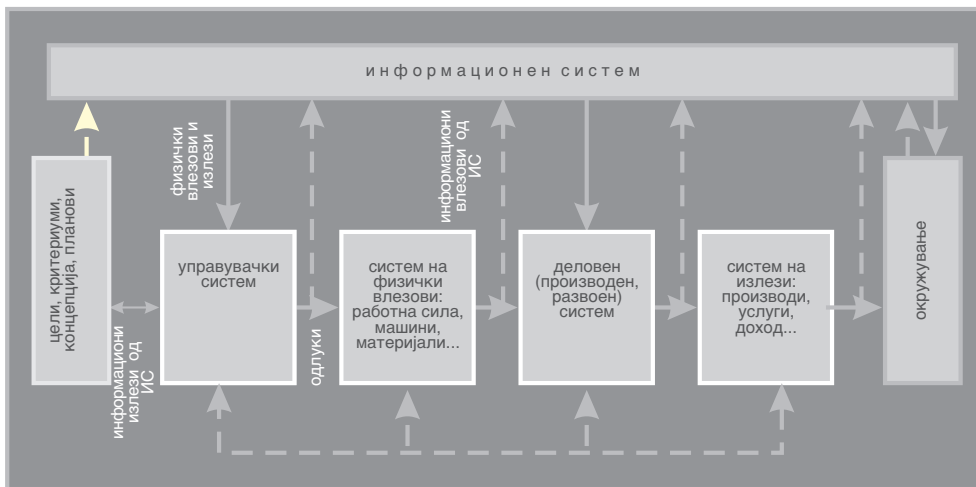 информационен систем
физички
влезови и
излези
информациони
влезови од
ИС
цели, критериуми,
концепција, планови
управувачки
систем
систем на
физички
влезови:
работна сила,
машини,
материјали...
деловен
(производен,
развоен)
систем
систем на
излези:
производи,
услуги,
доход...
окружување
информациони
излези од
ИС
одлуки